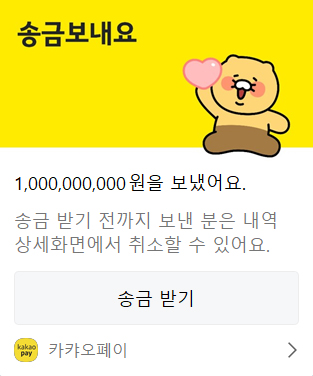 송금보내요
1,000,000,000원을 보냈어요.
송금 받기 전까지 보낸 분은 내역
상세화면에서 취소할 수 있어요.
송금 받기
kakao
pay
카캬오페이